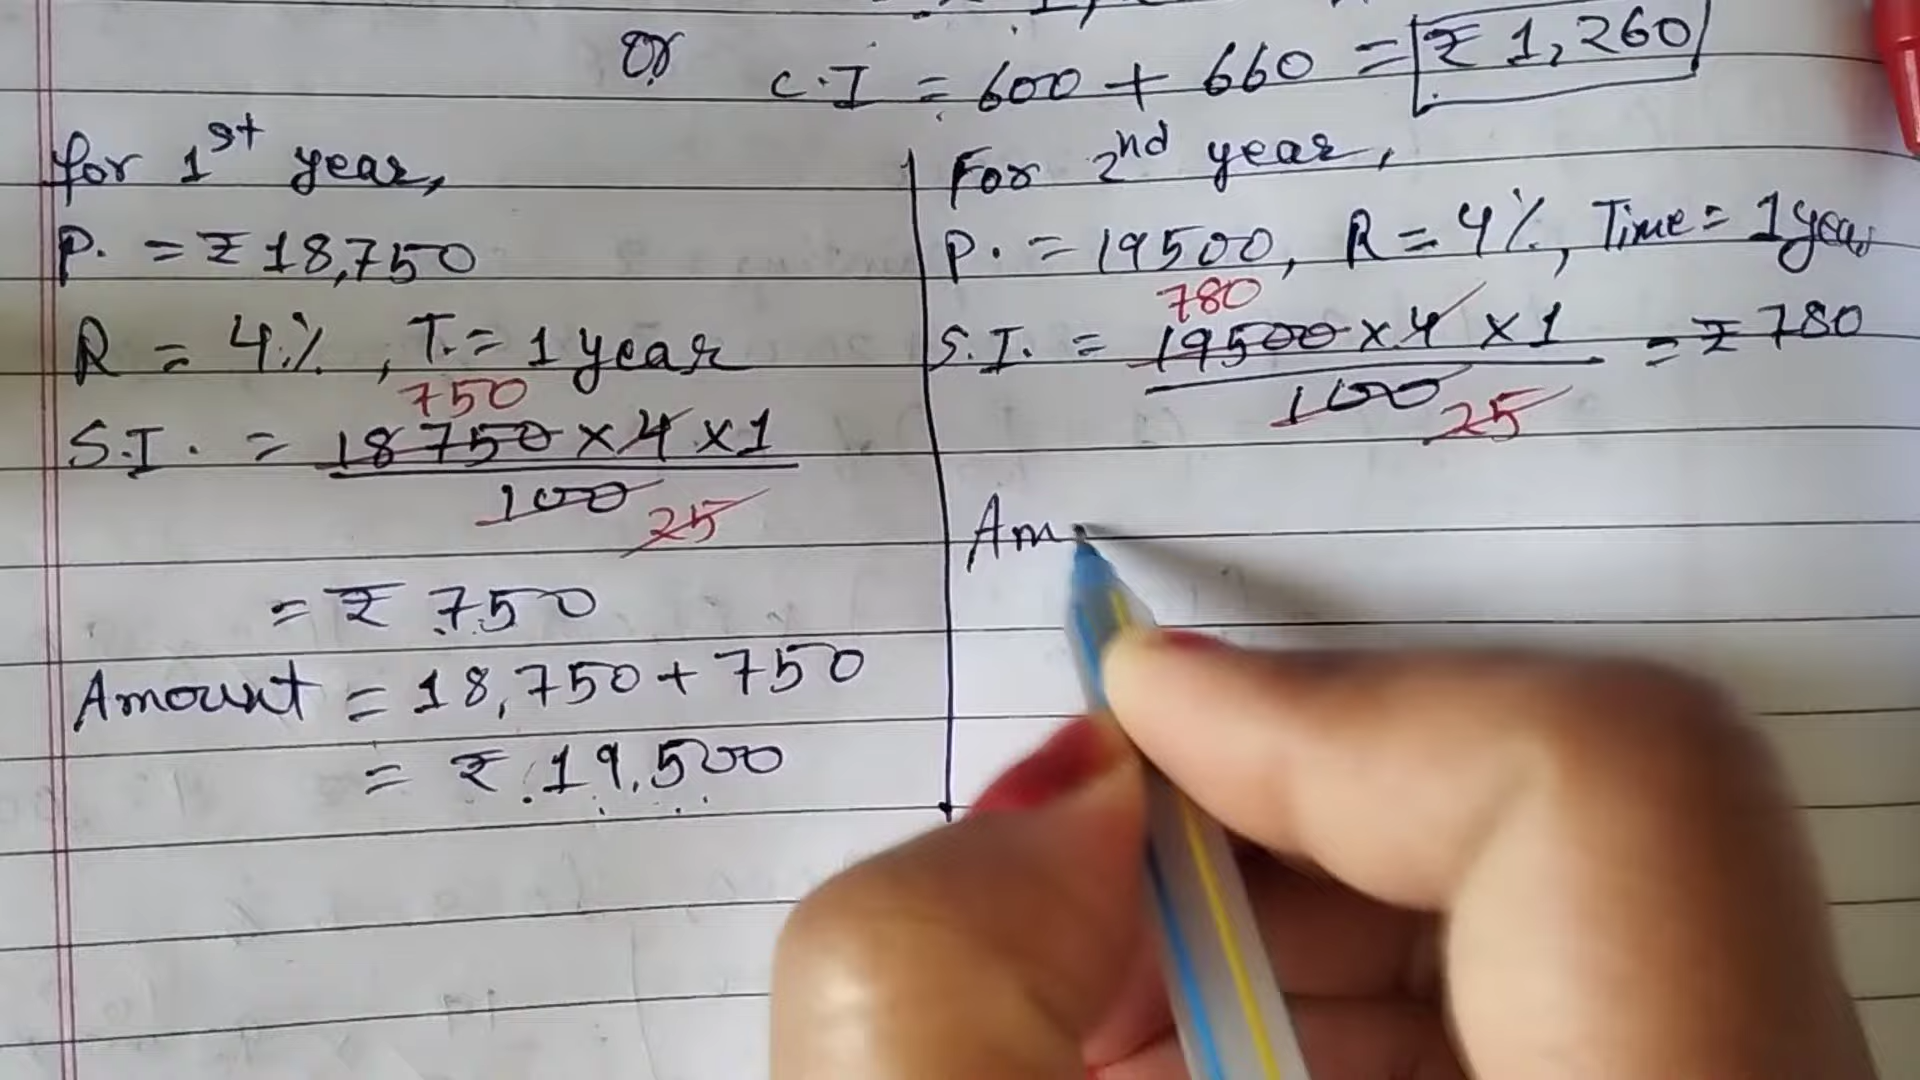 or
C.I = 600 + 660 = ₹ 1,260
for 1st year,
P. = ₹ 18,750
R = 4%, T. = 1 year
750
S.I. = 18750 × 4 × 1
100 25
= ₹ 750
Amount = 18,750 + 750
= ₹ 19,500
For 2nd year,
P. = 19500, R = 4%, Time = 1 year
780
S.I. = 19500 × 4 × 1 = ₹ 780
100 25
Am